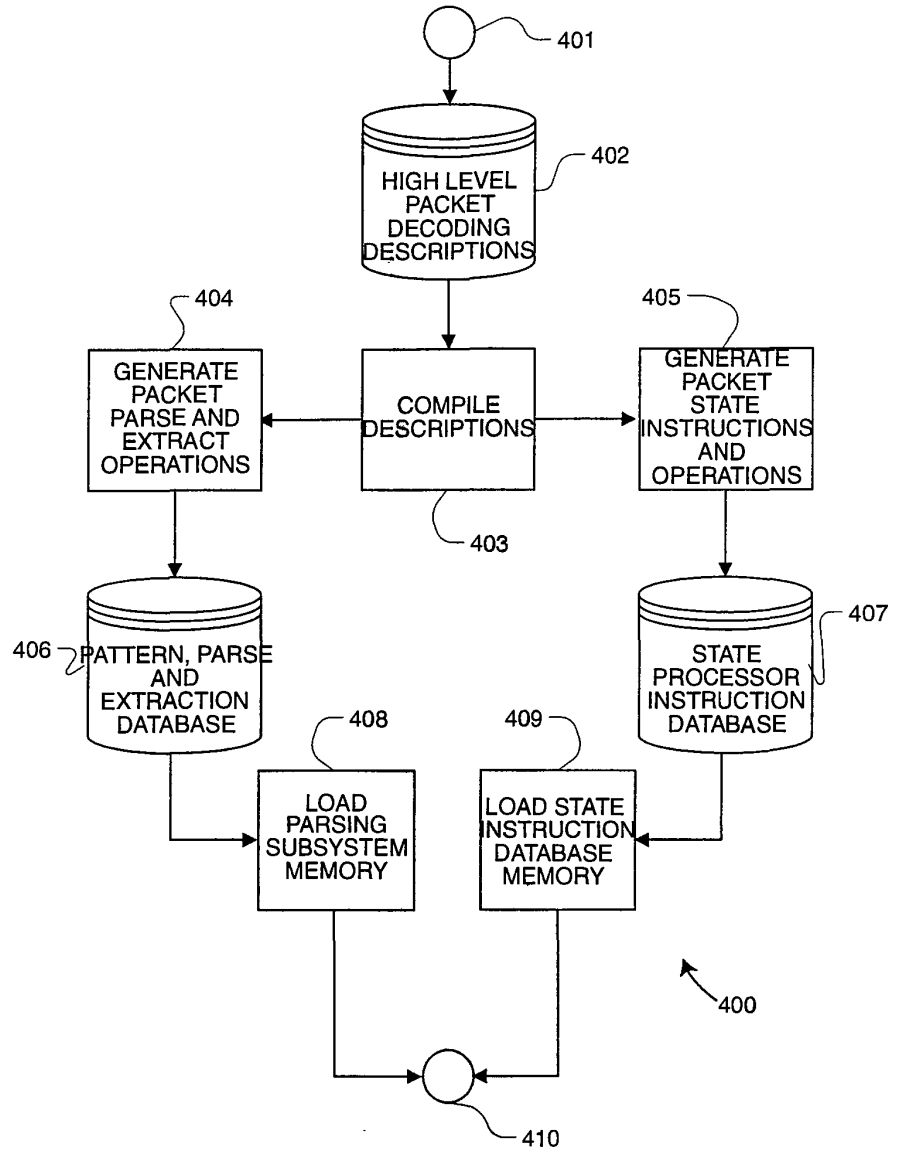 401
402
HIGH LEVEL
PACKET
DECODING
DESCRIPTIONS
404
405
GENERATE
PACKET
PARSE AND
EXTRACT
OPERATIONS
COMPILE
DESCRIPTIONS
GENERATE
PACKET
STATE
INSTRUCTIONS
AND
OPERATIONS
403
406
PATTERN, PARSE
AND
EXTRACTION
DATABASE
407
STATE
PROCESSOR
INSTRUCTION
DATABASE
408
409
LOAD
PARSING
SUBSYSTEM
MEMORY
LOAD STATE
INSTRUCTION
DATABASE
MEMORY
400
410